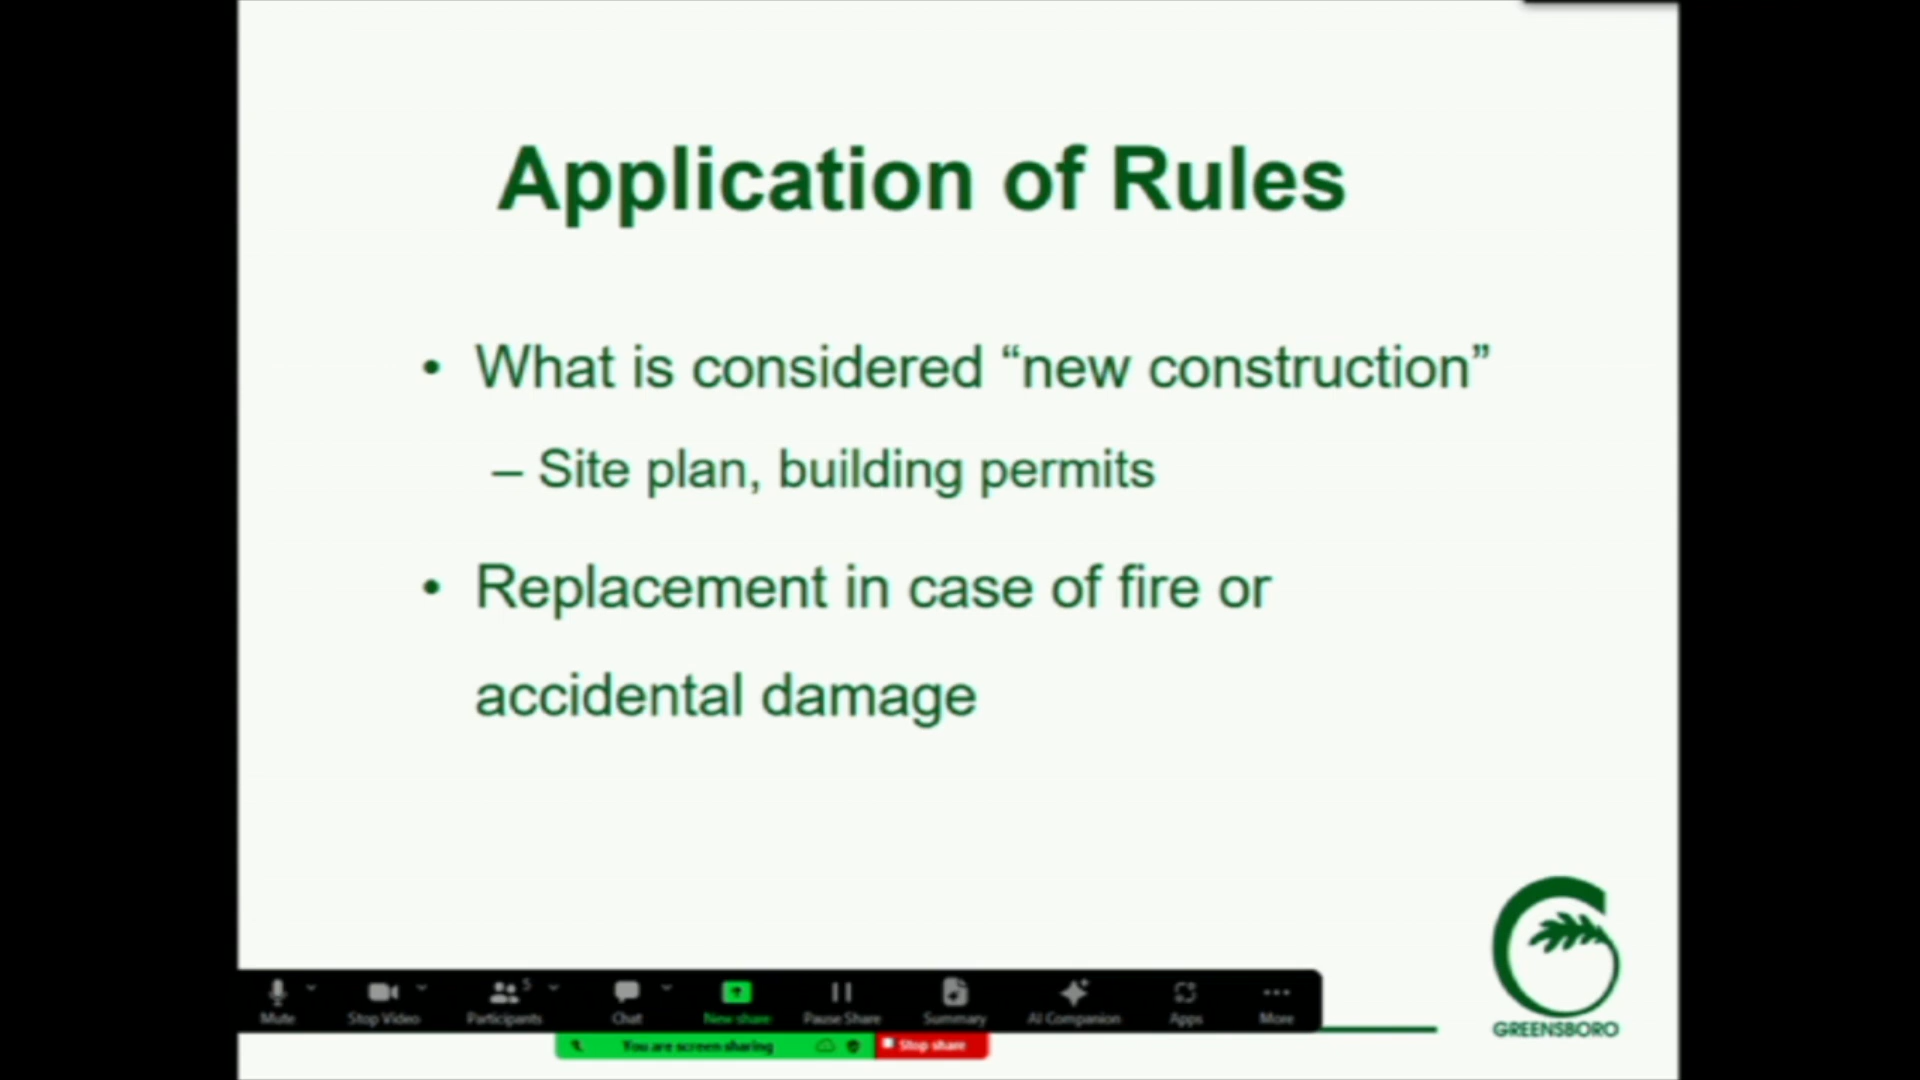 Application of Rules
• What is considered “new construction”
– Site plan, building permits
• Replacement in case of fire or
accidental damage
GREENSBORO
5
Mute Stop Video Participants Chat New share Pause Share Summary AI Companion Apps More
You are screen sharing Stop share